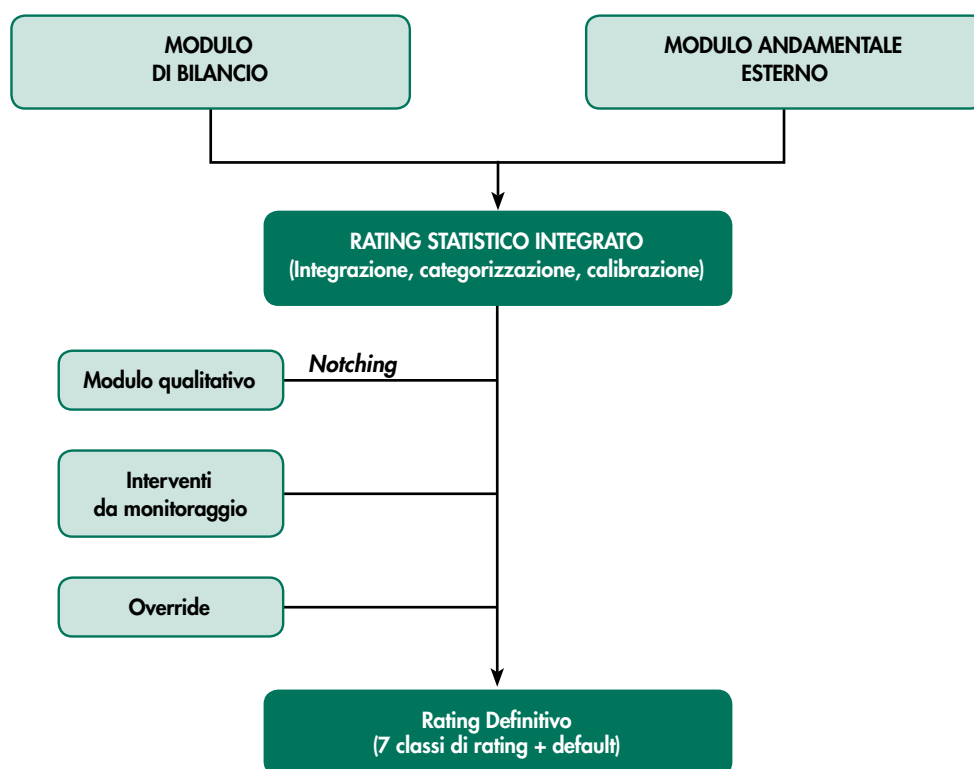 MODULO
DI BILANCIO
MODULO ANDAMENTALE
ESTERNO
RATING STATISTICO INTEGRATO
(Integrazione, categorizzazione, calibrazione)
Notching
Modulo qualitativo
Interventi
da monitoraggio
Override
Rating Definitivo
(7 classi di rating + default)